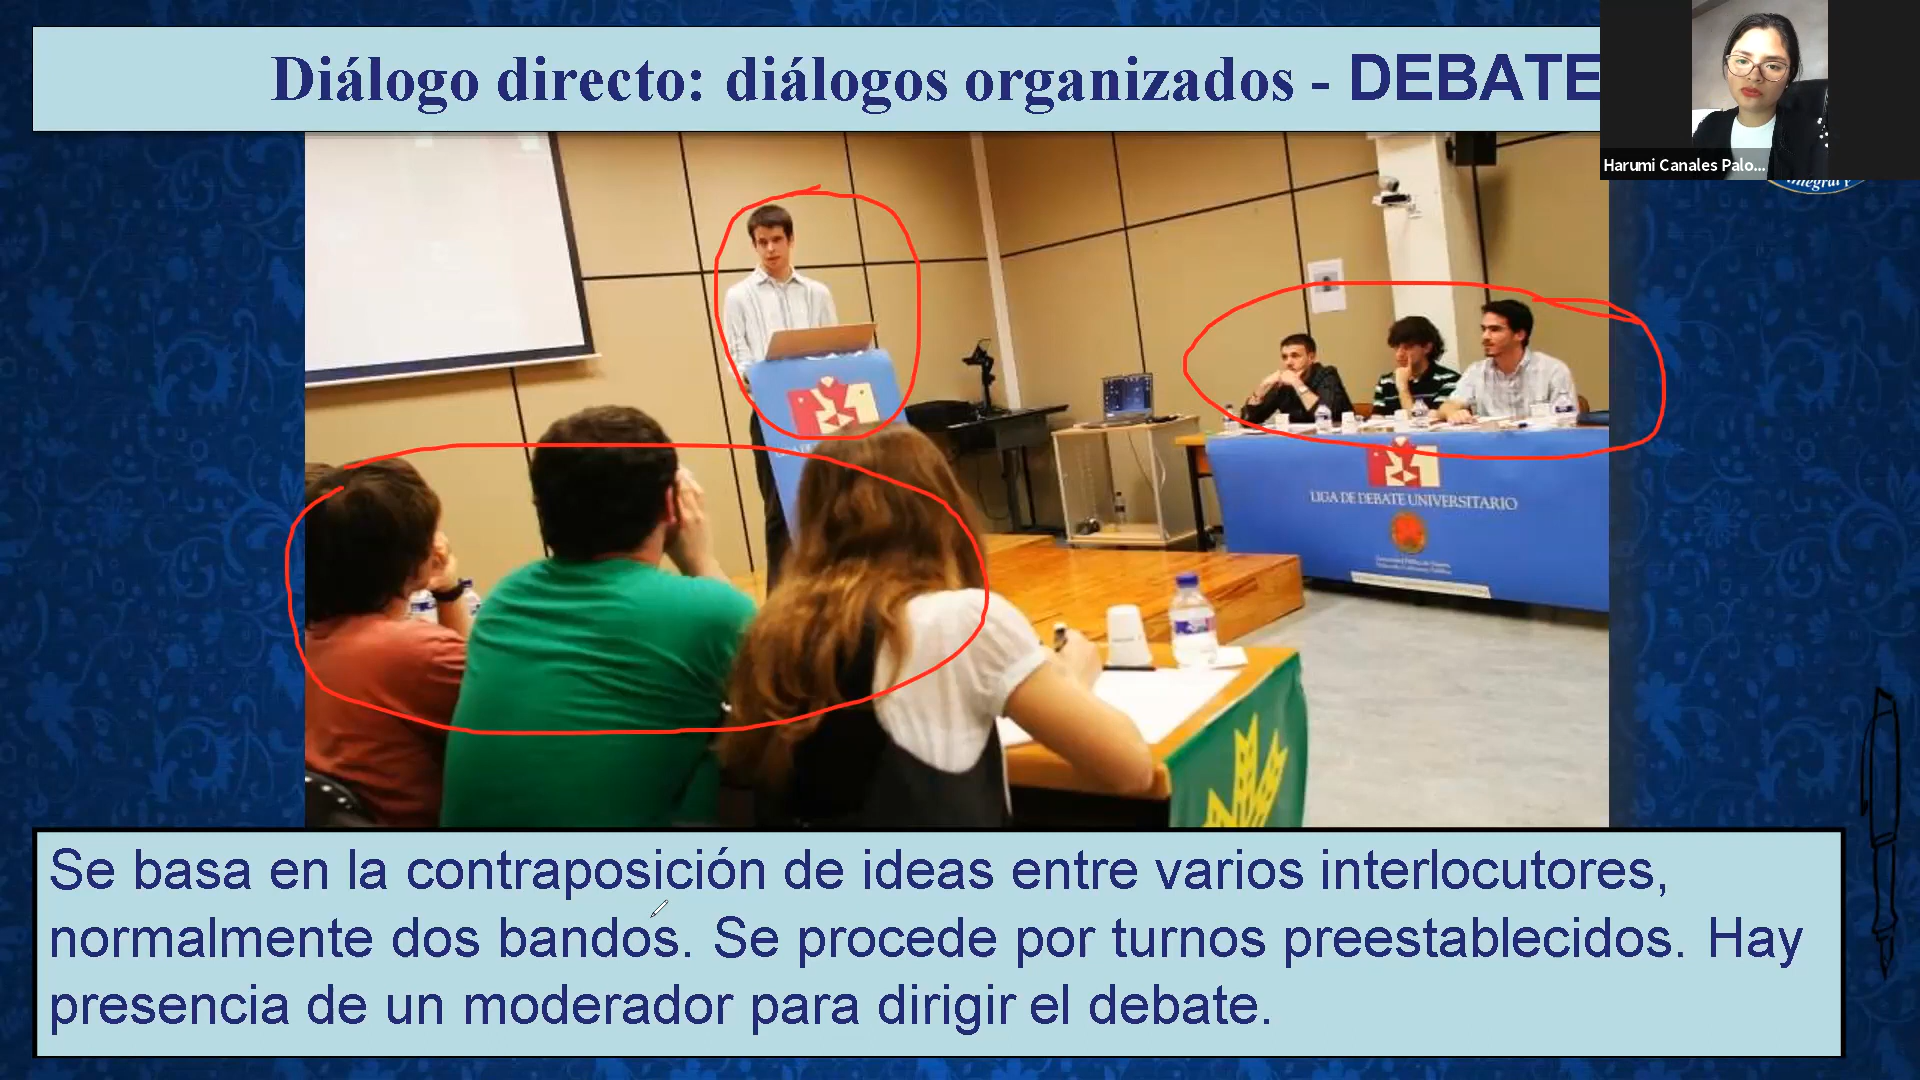 Diálogo directo: diálogos organizados - DEBATE
Harumi Canales Palo...
LIGA DE DEBATE UNIVERSITARIO
Se basa en la contraposición de ideas entre varios interlocutores,
normalmente dos bandos. Se procede por turnos preestablecidos. Hay
presencia de un moderador para dirigir el debate.